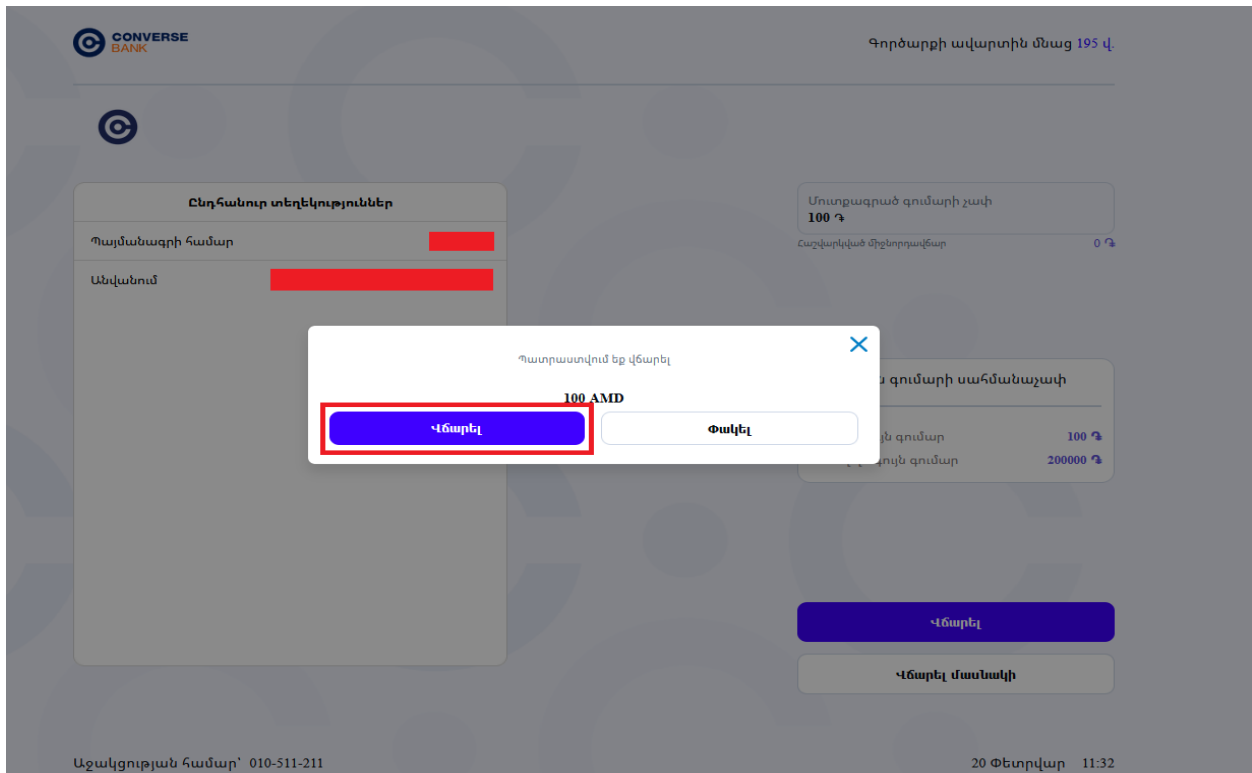 CONVERSE
BANK
Գործարքի ավարտին մնաց 195 վ.
Ընդհանուր տեղեկություններ
Պայմանագրի համար
Անվանում
Մուտքագրած գումարի չափ
100 ֏
Հաշվարկված միջնորդավճար 0 ֏
Պատրաստվում եք վճարել
100 AMD
Վճարել
Փակել
գումարի սահմանաչափ
գումար 100 ֏
գումար 200000 ֏
Վճարել
Վճարել մասնակի
Աջակցության համար՝ 010-511-211
20 Փետրվար 11:32